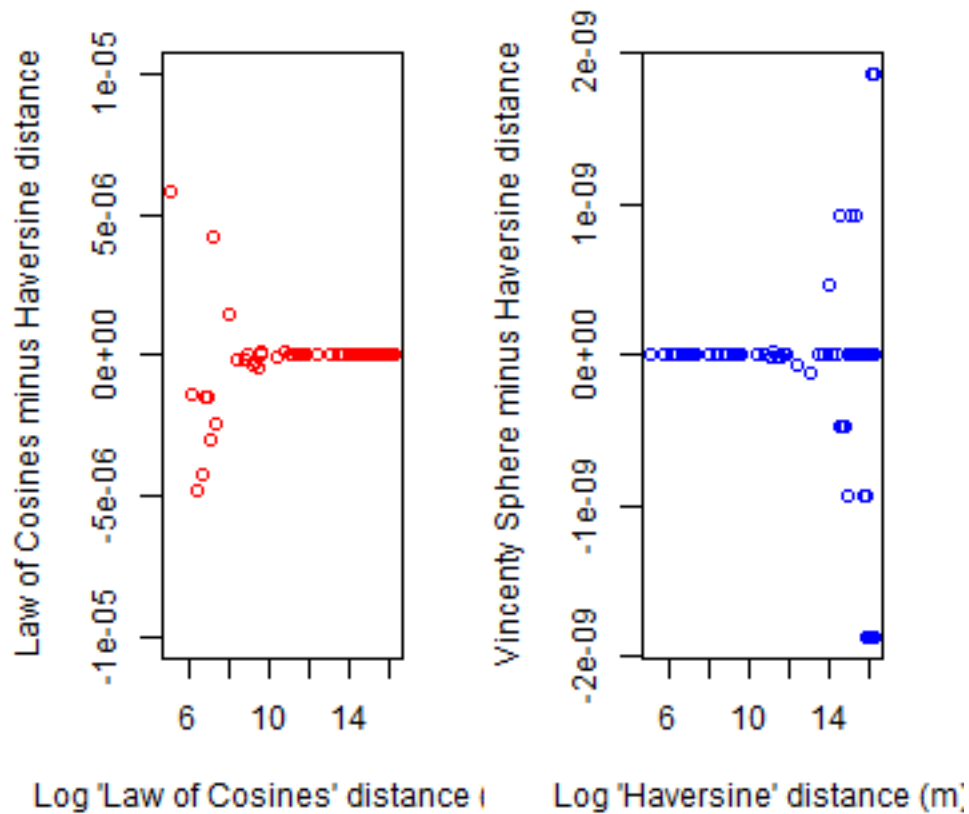 Law of Cosines minus Haversine distance
1e-05
5e-06
0e+00
-5e-06
-1e-05
6 10 14
Log 'Law of Cosines' distance (
Vincenty Sphere minus Haversine distance
2e-09
1e-09
0e+00
-1e-09
-2e-09
6 10 14
Log 'Haversine' distance (m)